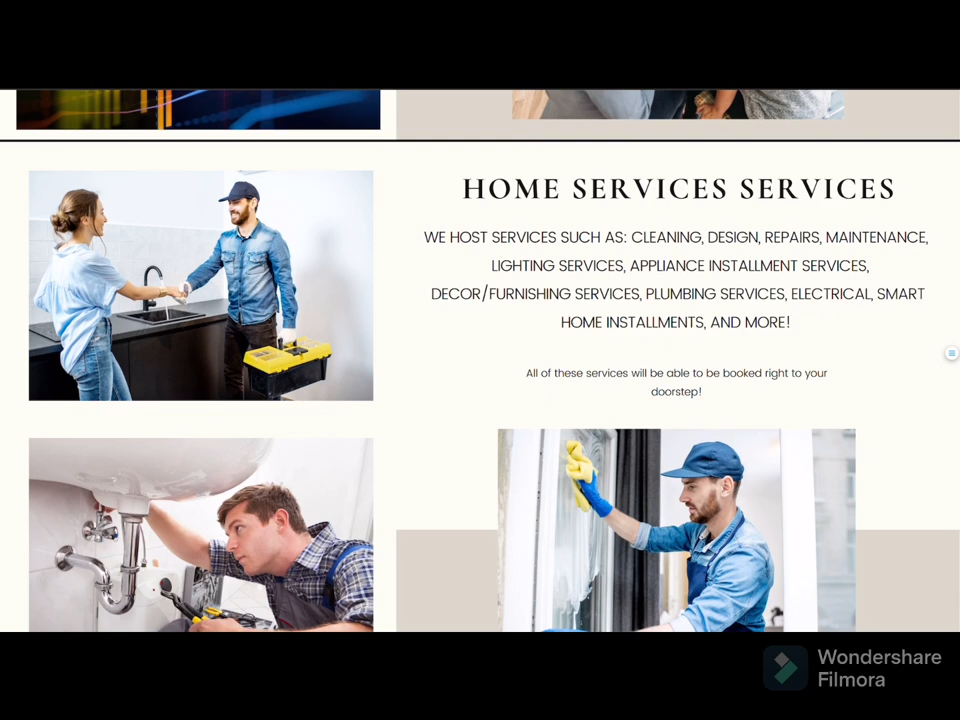 HOME SERVICES SERVICES
WE HOST SERVICES SUCH AS: CLEANING, DESIGN, REPAIRS, MAINTENANCE,
LIGHTING SERVICES, APPLIANCE INSTALLMENT SERVICES,
DECOR/FURNISHING SERVICES, PLUMBING SERVICES, ELECTRICAL, SMART
HOME INSTALLMENTS, AND MORE!
All of these services will be able to be booked right to your
doorstep!
Wondershare
Filmora